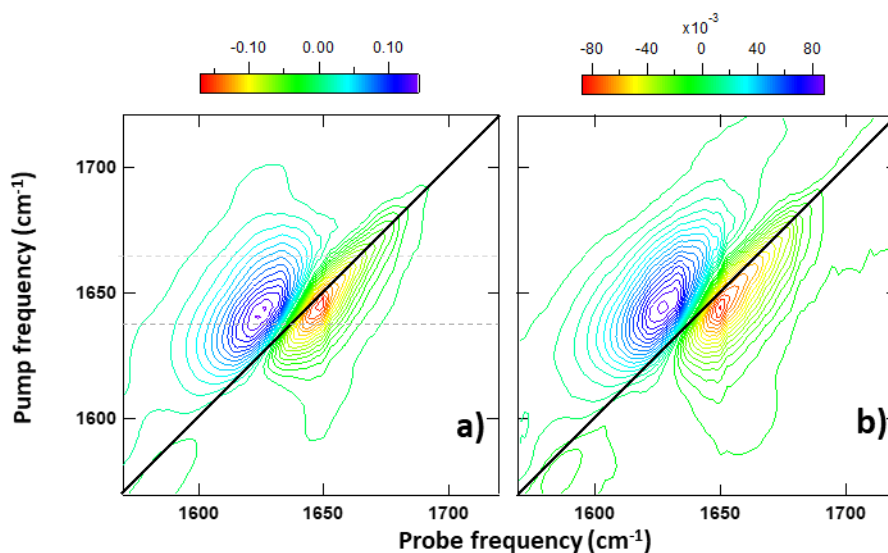 ×10⁻³
-0.10 0.00 0.10
-80 -40 0 40 80
Pump frequency (cm⁻¹)
1700
1650
1600
a)
b)
1600 1650 1700
1600 1650 1700
Probe frequency (cm⁻¹)